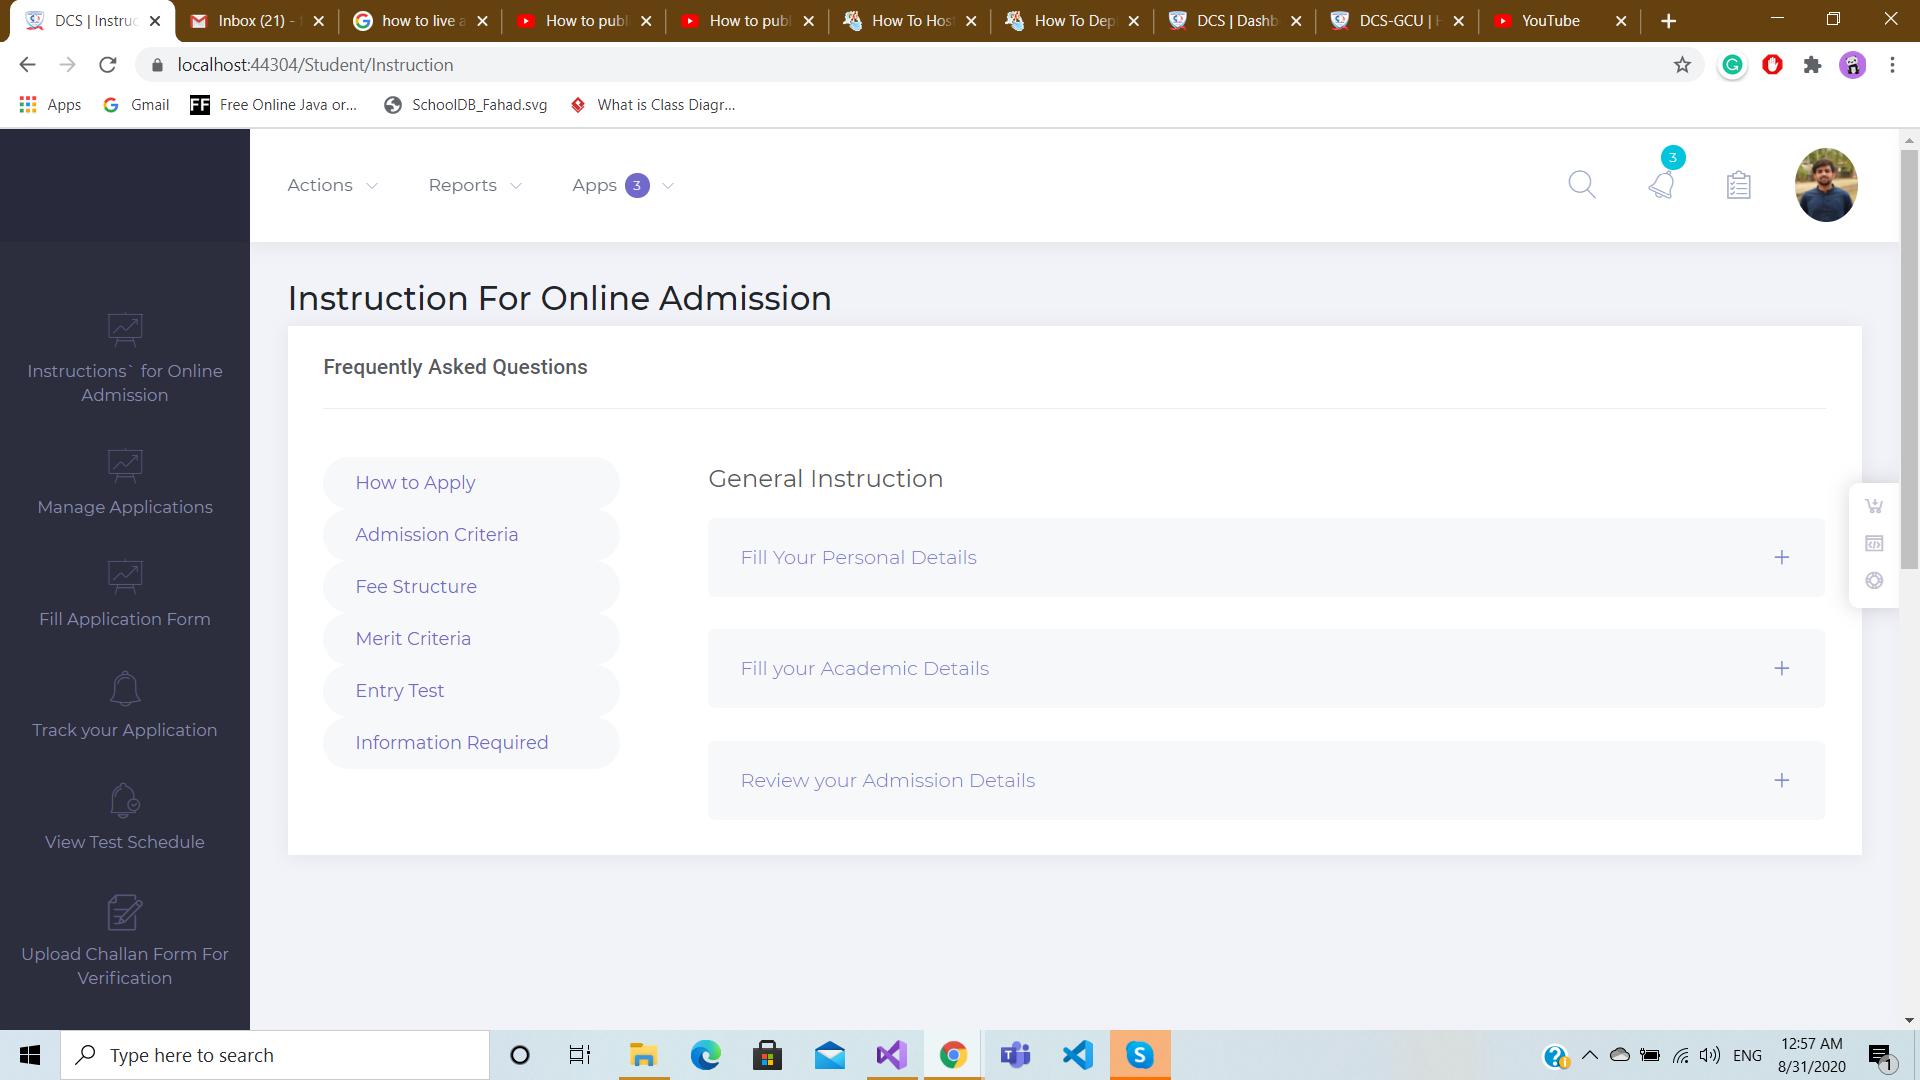 DCS | Instruc
Inbox (21) -
how to live a
How to publ
How to publ
How To Hos
How To Dep
DCS | Dashb
DCS-GCU |
YouTube
localhost:44304/Student/Instruction
Apps
Gmail
FF
Free Online Java or...
SchoolDB_Fahad.svg
What is Class Diagr...
Actions
Reports
Apps 3
3
Instruction For Online Admission
Frequently Asked Questions
Instructions` for Online
Admission
Manage Applications
Fill Application Form
Track your Application
View Test Schedule
Upload Challan Form For
Verification
How to Apply
Admission Criteria
Fee Structure
Merit Criteria
Entry Test
Information Required
General Instruction
Fill Your Personal Details
Fill your Academic Details
Review your Admission Details
Type here to search
ENG
12:57 AM
8/31/2020
1